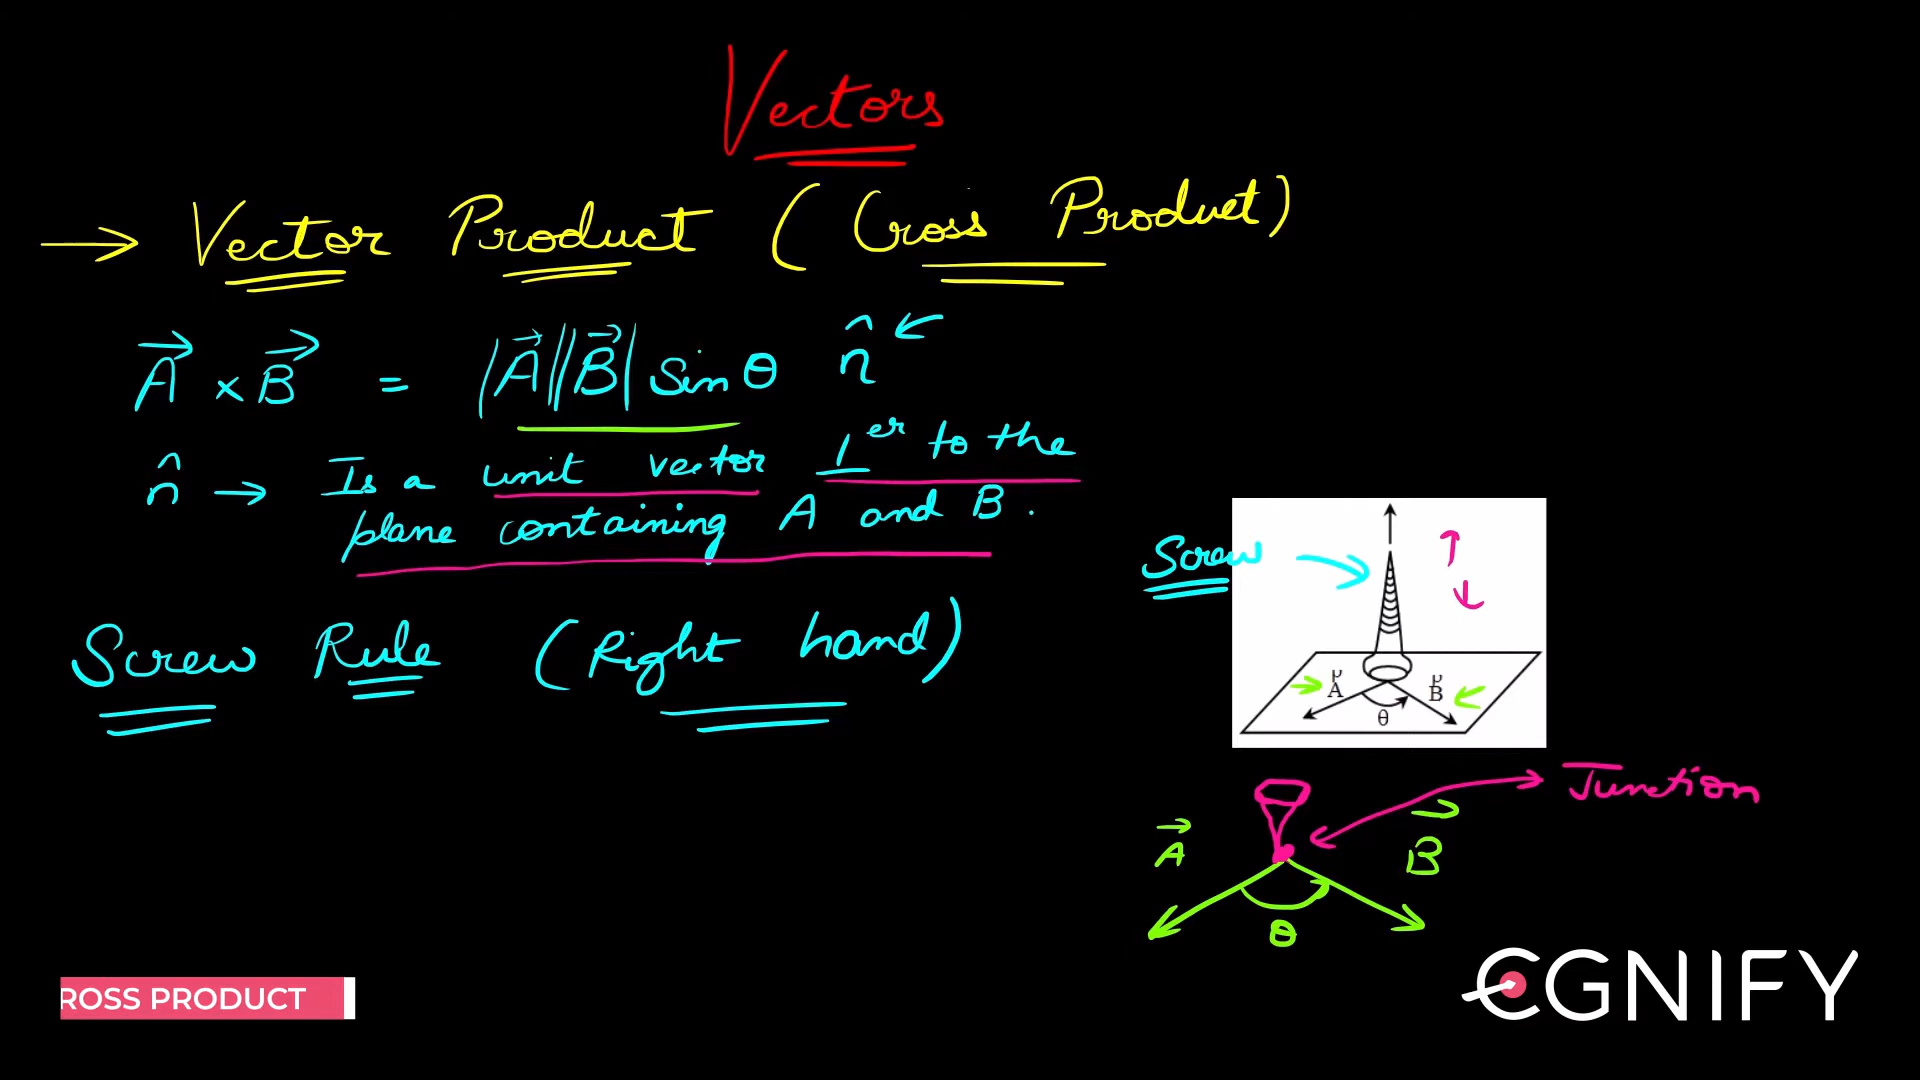 Vectors
→ Vector Product (Cross Product)
A⃗ × B⃗ = |A⃗||B⃗| sin θ n̂
n̂ → Is a unit vector ⊥er to the
plane containing A and B.
Screw
Screw Rule (Right hand)
ρ
A
ρ
B
θ
Junction
A⃗
B⃗
θ
ROSS PRODUCT
EGNIFY